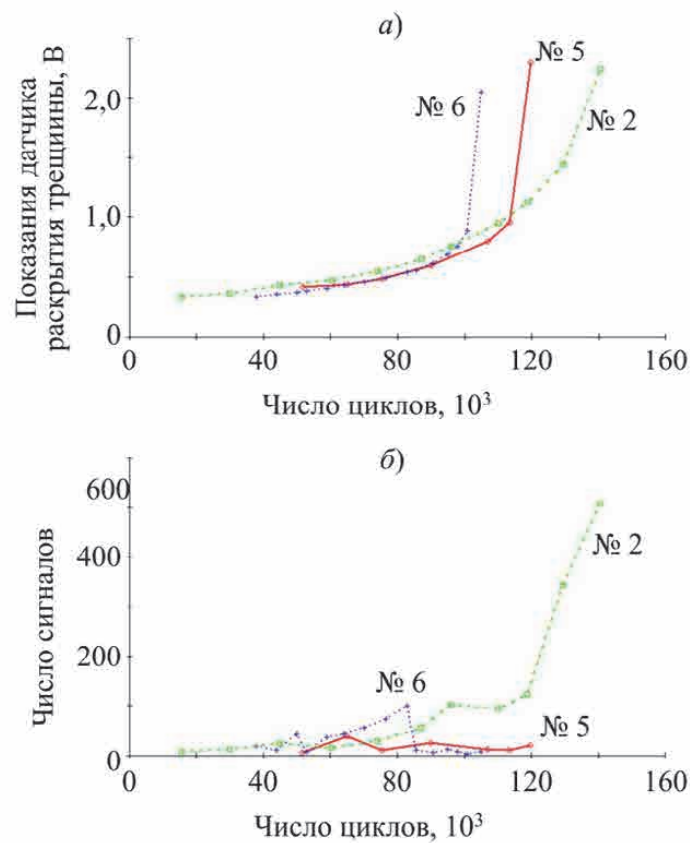 а)
Показания датчика
раскрытия трещиины, В
2,0
1,0
0
№ 6
№ 5
№ 2
0 40 80 120 160
Число циклов, 10³
б)
Число сигналов
600
400
200
0
№ 6
№ 2
№ 5
0 40 80 120 160
Число циклов, 10³